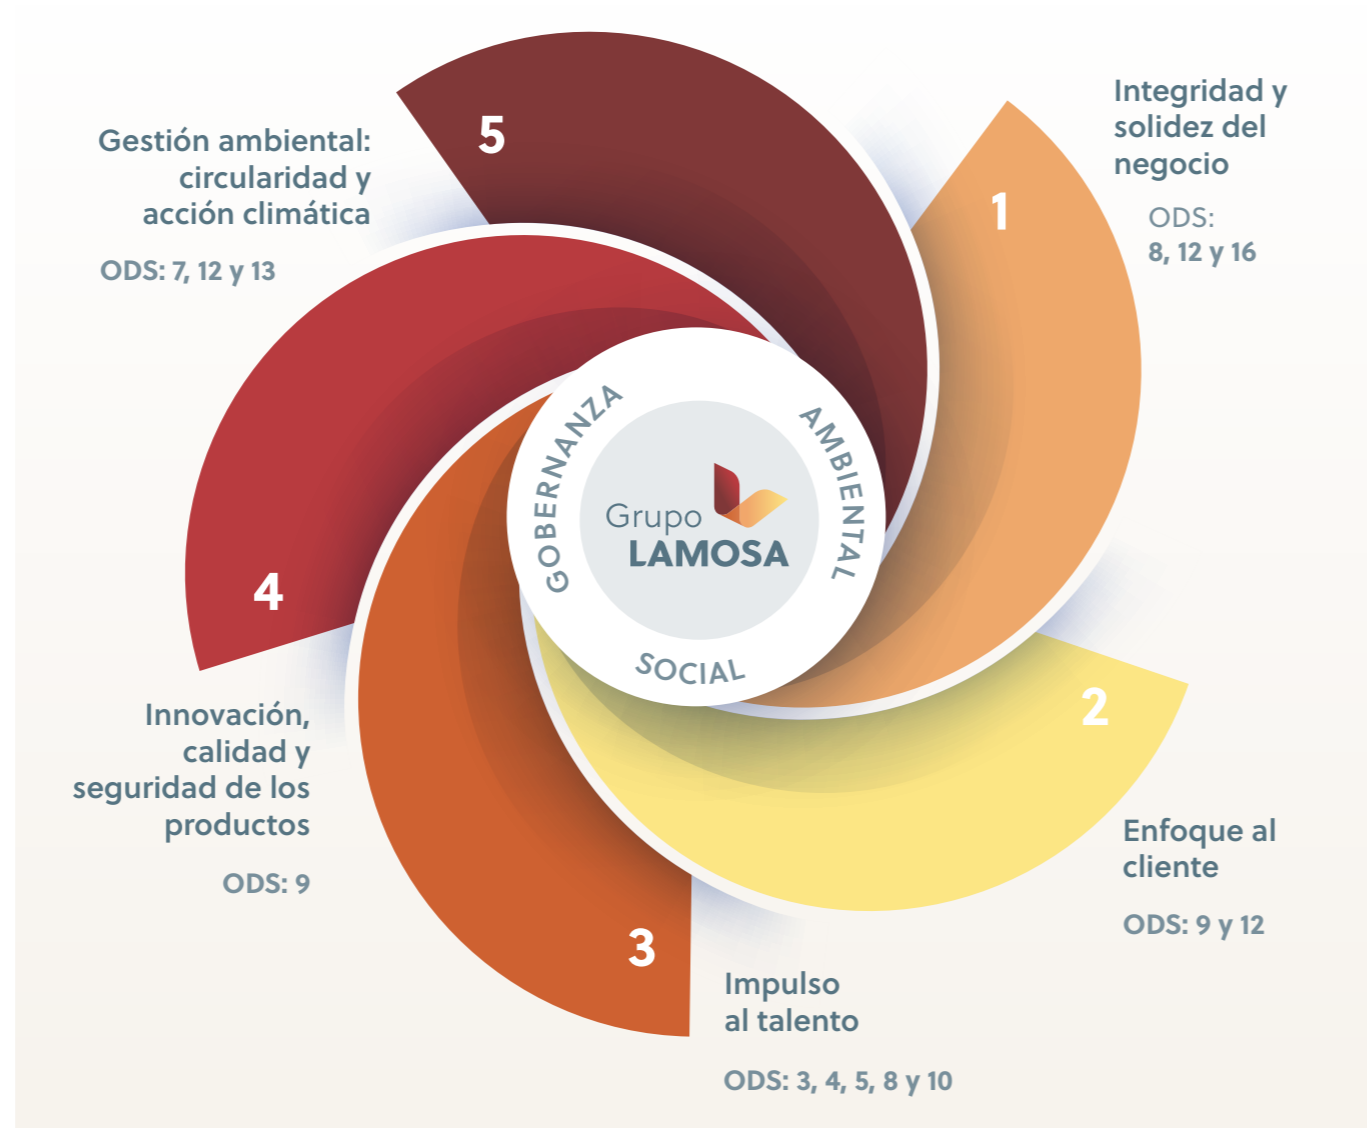 1
Integridad y
solidez del
negocio
ODS:
8, 12 y 16
2
Enfoque al
cliente
ODS: 9 y 12
3
Impulso
al talento
ODS: 3, 4, 5, 8 y 10
4
Innovación,
calidad y
seguridad de los
productos
ODS: 9
5
Gestión ambiental:
circularidad y
acción climática
ODS: 7, 12 y 13
GOBERNANZA
AMBIENTAL
SOCIAL
Grupo
LAMOSA